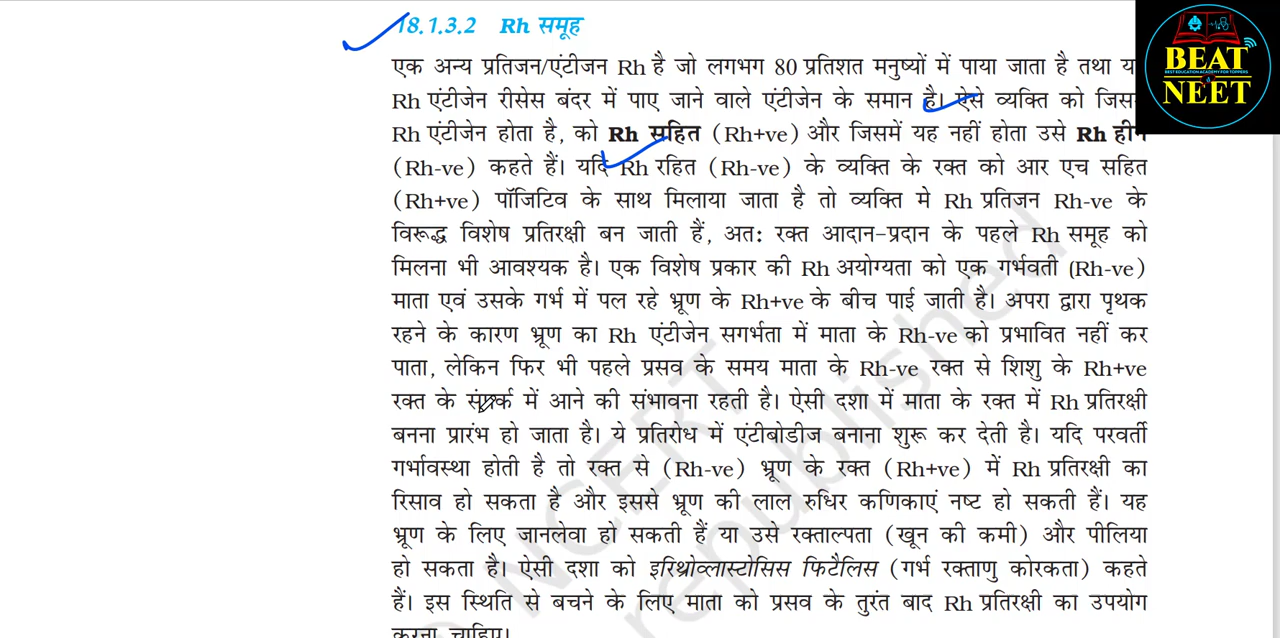 18.1.3.2 Rh समूह
एक अन्य प्रतिजन/एंटीजन Rh है जो लगभग 80 प्रतिशत मनुष्यों में पाया जाता है तथा य
Rh एंटीजेन रीसेस बंदर में पाए जाने वाले एंटीजेन के समान है। ऐसे व्यक्ति को जिस
Rh एंटीजेन होता है, को Rh सहित (Rh+ve) और जिसमें यह नहीं होता उसे Rh हीन
(Rh-ve) कहते हैं। यदि Rh रहित (Rh-ve) के व्यक्ति के रक्त को आर एच सहित
(Rh+ve) पॉजिटिव के साथ मिलाया जाता है तो व्यक्ति मे Rh प्रतिजन Rh-ve के
विरूद्ध विशेष प्रतिरक्षी बन जाती हैं, अतः रक्त आदान-प्रदान के पहले Rh समूह को
मिलना भी आवश्यक है। एक विशेष प्रकार की Rh अयोग्यता को एक गर्भवती (Rh-ve)
माता एवं उसके गर्भ में पल रहे भ्रूण के Rh+ve के बीच पाई जाती है। अपरा द्वारा पृथक
रहने के कारण भ्रूण का Rh एंटीजेन सगर्भता में माता के Rh-ve को प्रभावित नहीं कर
पाता, लेकिन फिर भी पहले प्रसव के समय माता के Rh-ve रक्त से शिशु के Rh+ve
रक्त के संपर्क में आने की संभावना रहती है। ऐसी दशा में माता के रक्त में Rh प्रतिरक्षी
बनना प्रारंभ हो जाता है। ये प्रतिरोध में एंटीबोडीज बनाना शुरू कर देती है। यदि परवर्ती
गर्भावस्था होती है तो रक्त से (Rh-ve) भ्रूण के रक्त (Rh+ve) में Rh प्रतिरक्षी का
रिसाव हो सकता है और इससे भ्रूण की लाल रुधिर कणिकाएं नष्ट हो सकती हैं। यह
भ्रूण के लिए जानलेवा हो सकती हैं या उसे रक्ताल्पता (खून की कमी) और पीलिया
हो सकता है। ऐसी दशा को इरिथ्रोव्लास्टोसिस फिटैलिस (गर्भ रक्ताणु कोरकता) कहते
हैं। इस स्थिति से बचने के लिए माता को प्रसव के तुरंत बाद Rh प्रतिरक्षी का उपयोग
करना चाहिए।
BEAT
BEST EDUCATION ACADEMY FOR TOPPERS
NEET
NCERT
republished